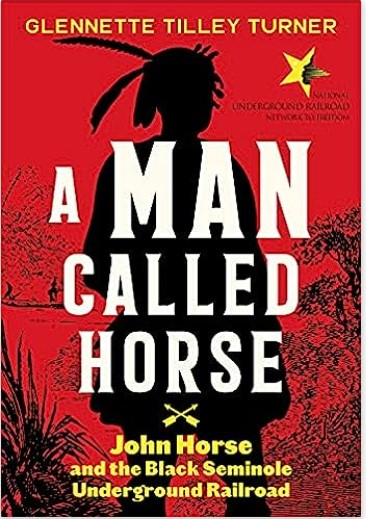 GLENNETTE TILLEY TURNER
NATIONAL
UNDERGROUND RAILROAD
NETWORK TO FREEDOM
A MAN
CALLED
HORSE
John Horse
and the Black Seminole
Underground Railroad